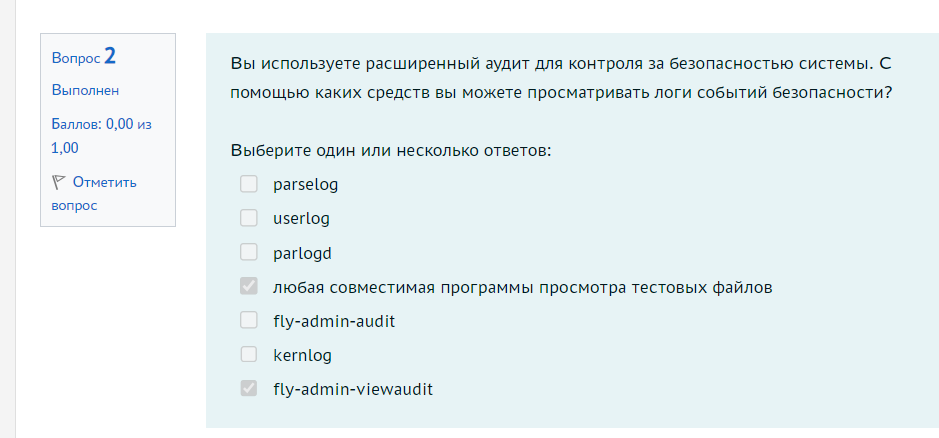 Вопрос 2
Выполнен
Баллов: 0,00 из
1,00
Отметить
вопрос
Вы используете расширенный аудит для контроля за безопасностью системы. С
помощью каких средств вы можете просматривать логи событий безопасности?
Выберите один или несколько ответов:
parselog
userlog
parlogd
любая совместимая программы просмотра тестовых файлов
fly-admin-audit
kernlog
fly-admin-viewaudit